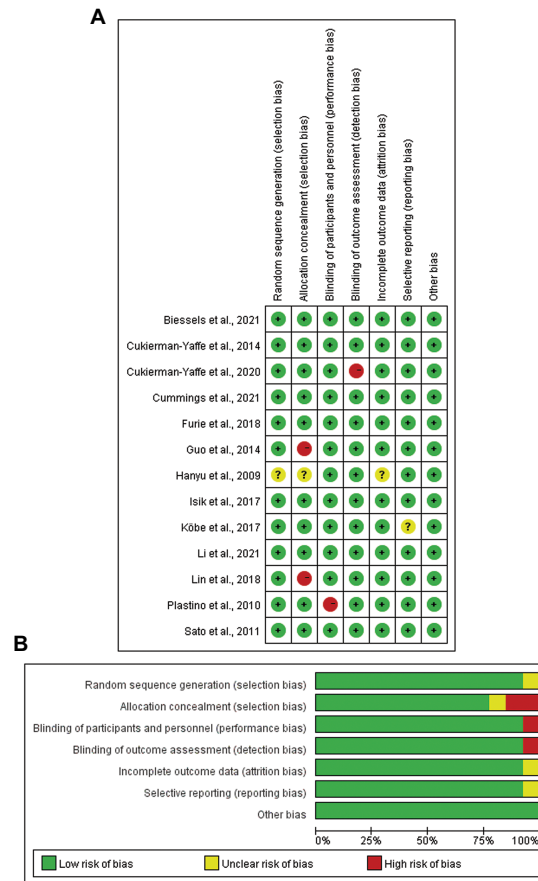 A
Random sequence generation (selection bias)
Allocation concealment (selection bias)
Blinding of participants and personnel (performance bias)
Blinding of outcome assessment (detection bias)
Incomplete outcome data (attrition bias)
Selective reporting (reporting bias)
Other bias
Biessels et al., 2021 + + + + + + +
Cukierman-Yaffe et al., 2014 + + + + + + +
Cukierman-Yaffe et al., 2020 + + + - + + +
Cummings et al., 2021 + + + + + + +
Furie et al., 2018 + + + + + + +
Guo et al., 2014 + - + + + + +
Hanyu et al., 2009 ? ? + + ? + +
Isik et al., 2017 + + + + + + +
Köbe et al., 2017 + + + + + ? +
Li et al., 2021 + + + + + + +
Lin et al., 2018 + - + + + + +
Plastino et al., 2010 + + - + + + +
Sato et al., 2011 + + + + + + +
B
Random sequence generation (selection bias)
Allocation concealment (selection bias)
Blinding of participants and personnel (performance bias)
Blinding of outcome assessment (detection bias)
Incomplete outcome data (attrition bias)
Selective reporting (reporting bias)
Other bias
0% 25% 50% 75% 100%
Low risk of bias Unclear risk of bias High risk of bias